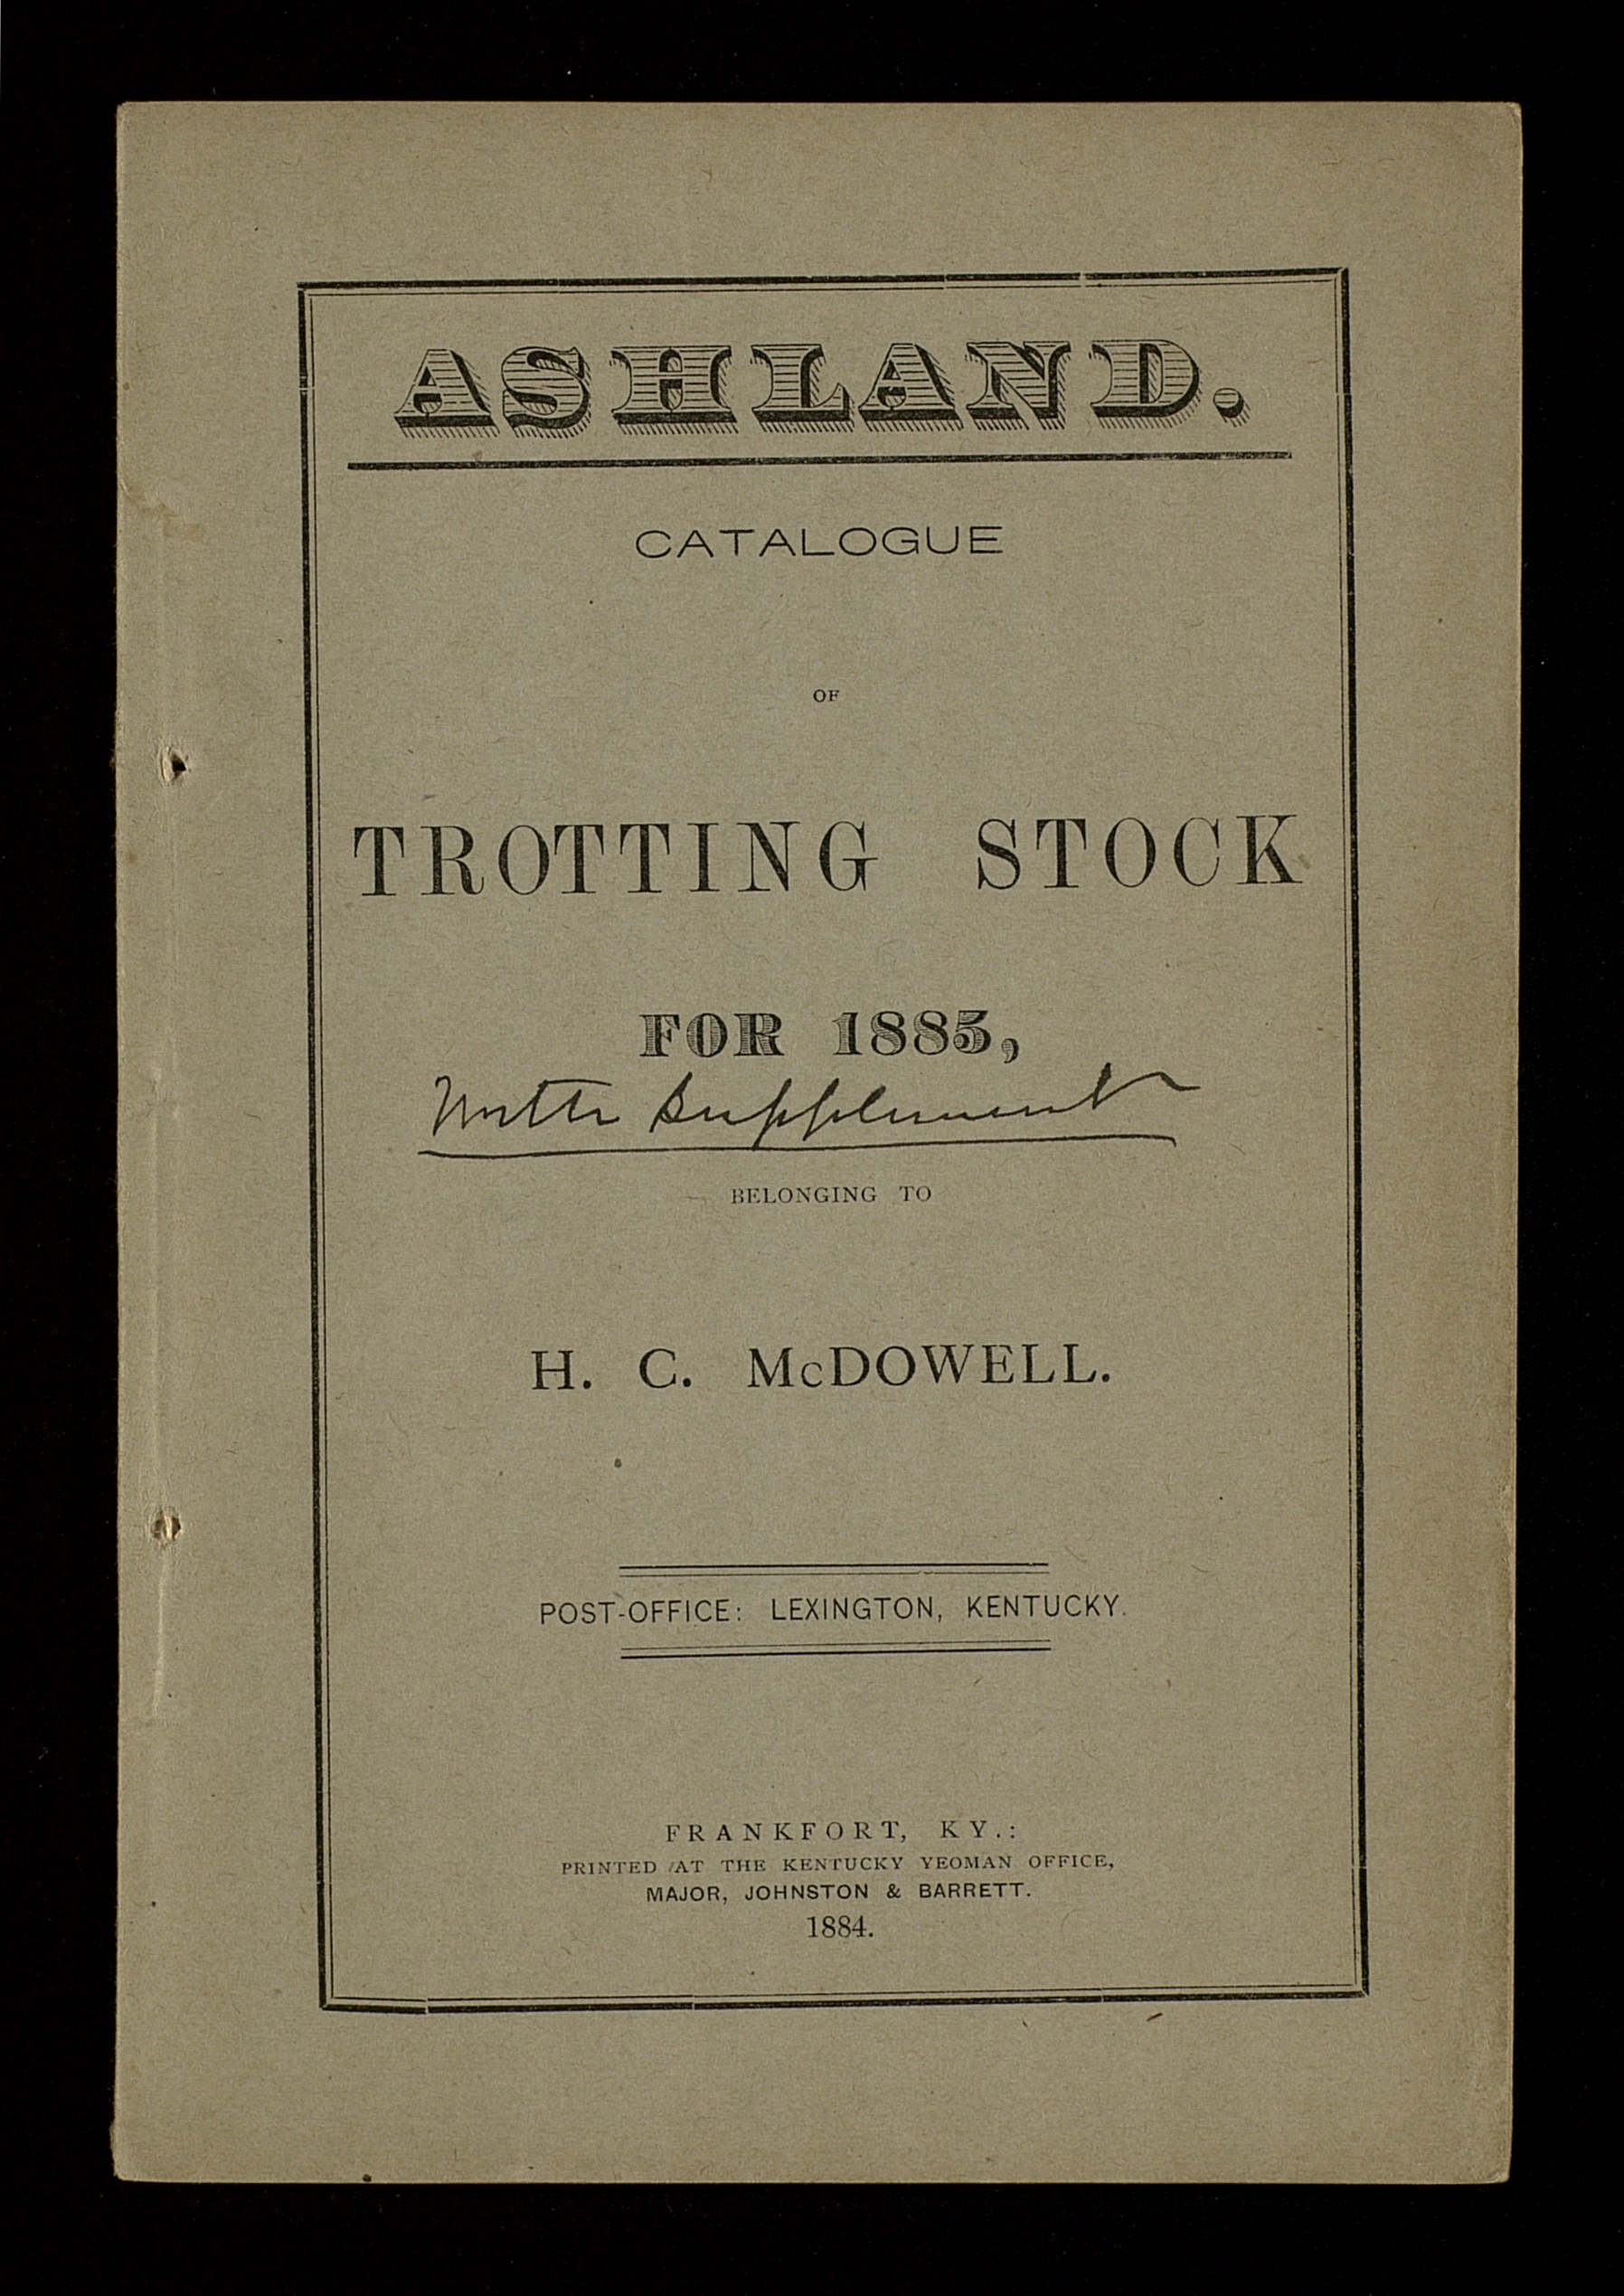 ASHLAND.
CATALOGUE
OF
TROTTING STOCK
FOR 1885,
With Supplement
BELONGING TO
H. C. McDOWELL.
POST-OFFICE: LEXINGTON, KENTUCKY.
FRANKFORT, KY.:
PRINTED AT THE KENTUCKY YEOMAN OFFICE,
MAJOR, JOHNSTON & BARRETT.
1884.